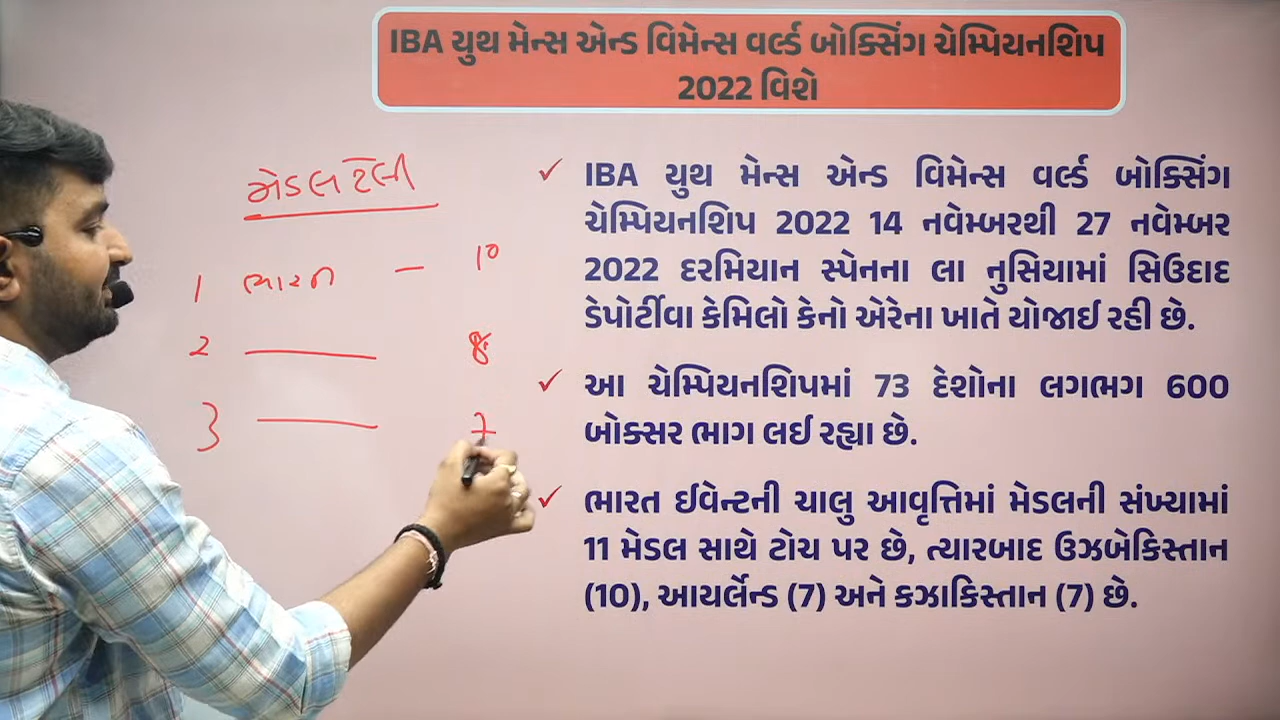 IBA યુથ મેન્સ એન્ડ વિમેન્સ વર્લ્ડ બોક્સિંગ ચેમ્પિયનશિપ
2022 વિશે
મેડલ ટેલી
1 ભારત – 10
2 8
3 7
✓ IBA યુથ મેન્સ એન્ડ વિમેન્સ વર્લ્ડ બોક્સિંગ
ચેમ્પિયનશિપ 2022 14 નવેમ્બરથી 27 નવેમ્બર
2022 દરમિયાન સ્પેનના લા નુસિયામાં સિઉદાદ
ડેપોર્ટીવા કેમિલો કેનો એરેના ખાતે યોજાઈ રહી છે.
✓ આ ચેમ્પિયનશિપમાં 73 દેશોના લગભગ 600
બોક્સર ભાગ લઈ રહ્યા છે.
✓ ભારત ઈવેન્ટની ચાલુ આવૃત્તિમાં મેડલની સંખ્યામાં
11 મેડલ સાથે ટોચ પર છે, ત્યારબાદ ઉઝબેકિસ્તાન
(10), આયર્લેન્ડ (7) અને કઝાકિસ્તાન (7) છે.